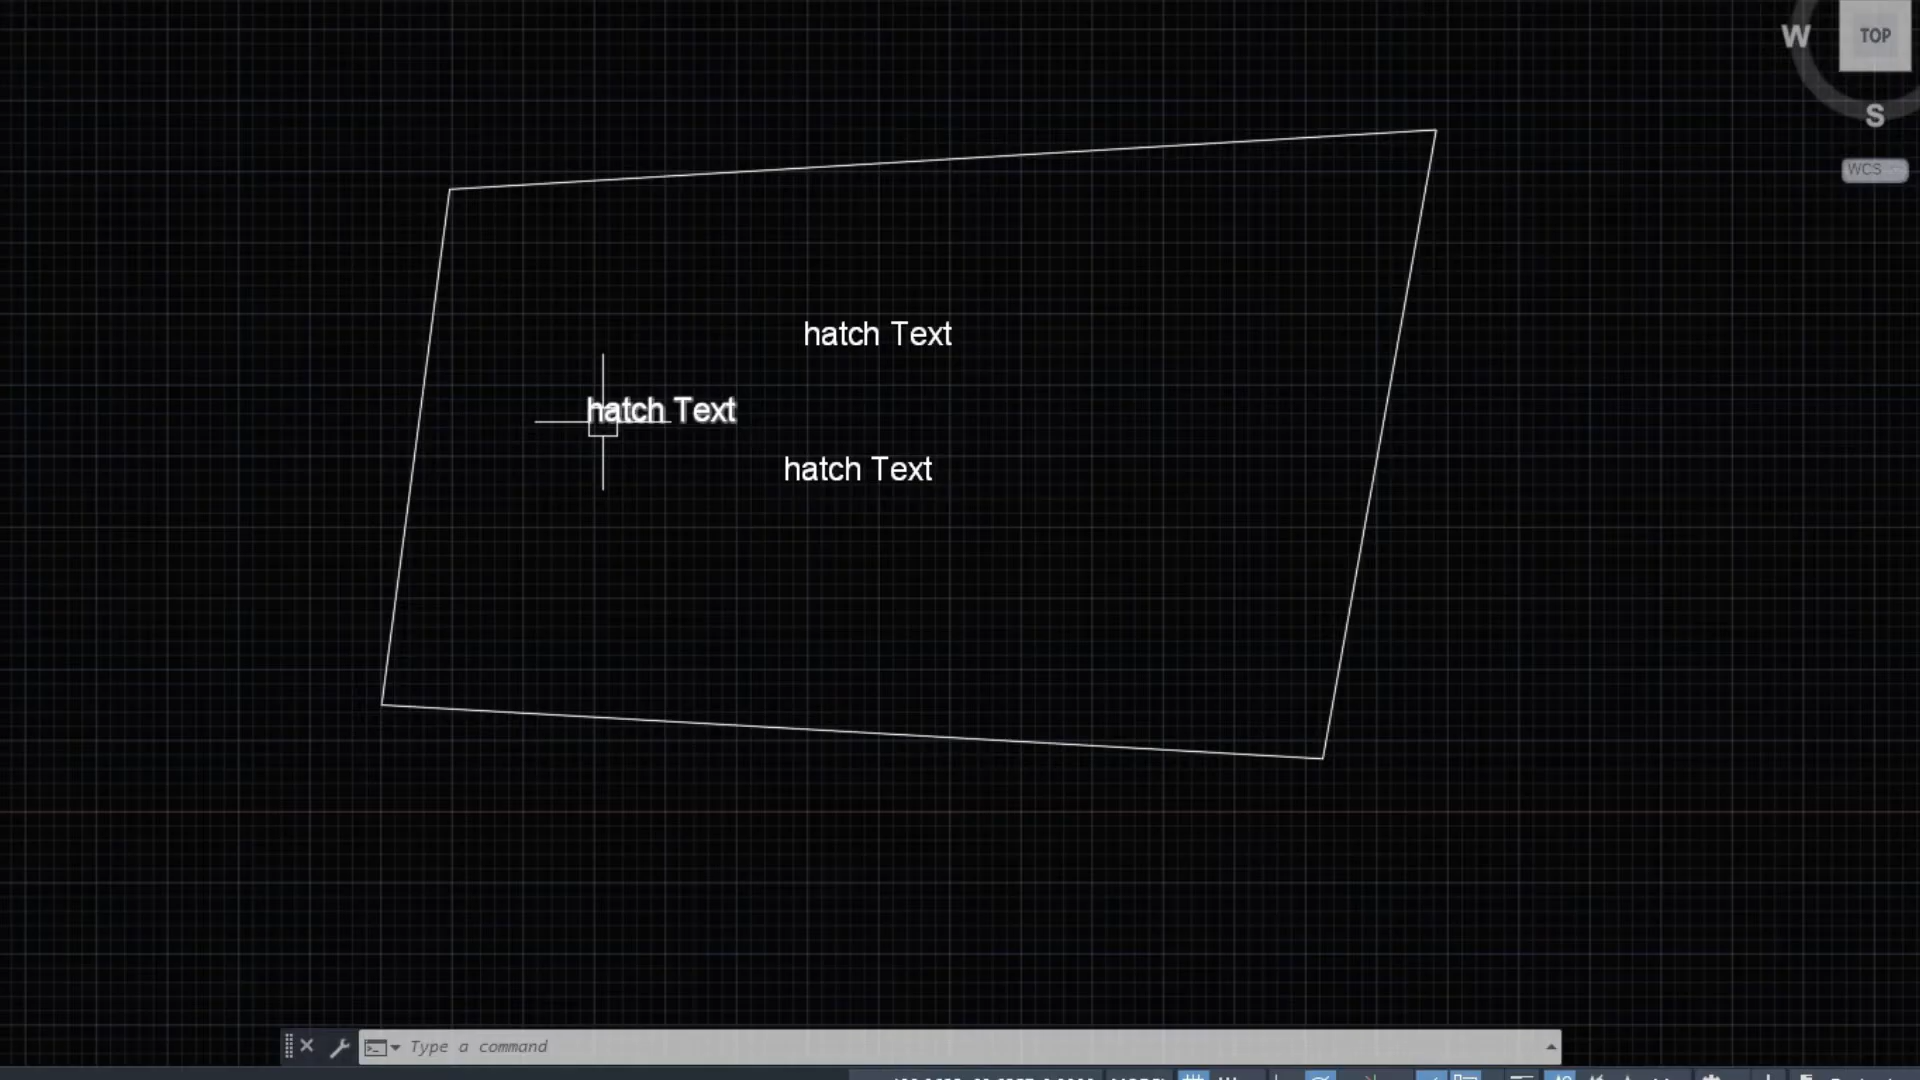 W
TOP
S
WCS
hatch Text
hatch Text
hatch Text
Type a command